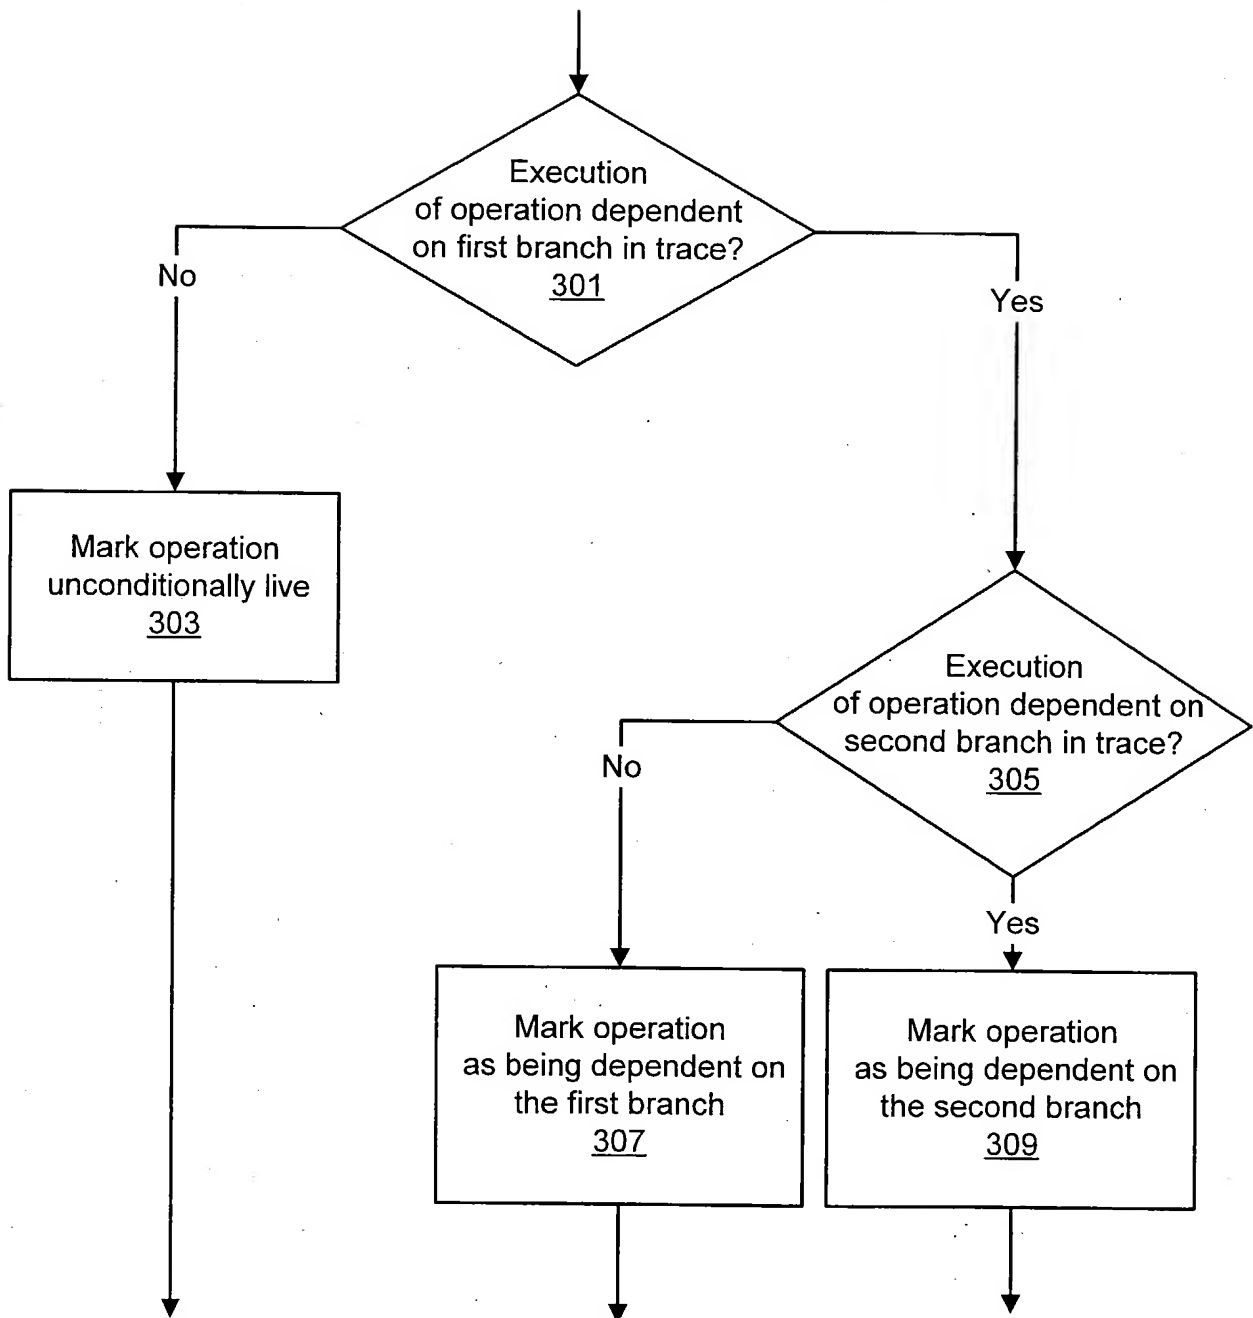 Execution
of operation dependent
on first branch in trace?
301
No
Yes
Mark operation
unconditionally live
303
Execution
of operation dependent on
second branch in trace?
305
No
Yes
Mark operation
as being dependent on
the first branch
307
Mark operation
as being dependent on
the second branch
309